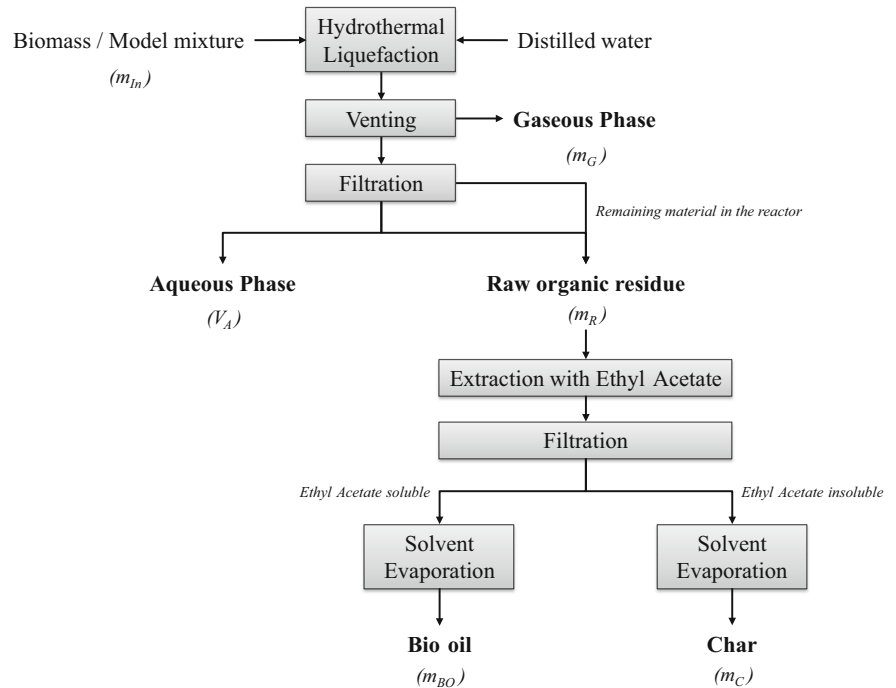 Biomass / Model mixture
(m_In)
Hydrothermal
Liquefaction
Distilled water
Venting
Gaseous Phase
(m_G)
Filtration
Remaining material in the reactor
Aqueous Phase
(V_A)
Raw organic residue
(m_R)
Extraction with Ethyl Acetate
Filtration
Ethyl Acetate soluble
Ethyl Acetate insoluble
Solvent
Evaporation
Solvent
Evaporation
Bio oil
(m_BO)
Char
(m_C)